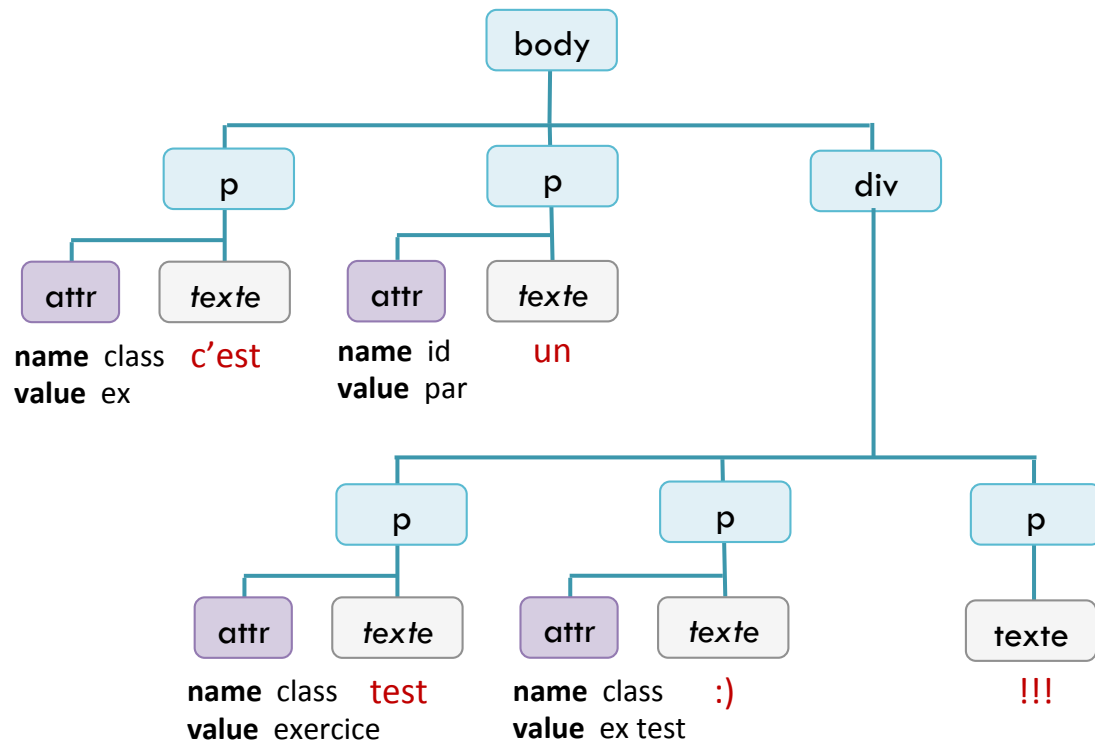 body
p
p
div
attr
texte
attr
texte
name class
c’est
name id
un
value ex
value par
p
p
p
attr
texte
attr
texte
texte
name class
test
name class
:)
!!!
value exercice
value ex test